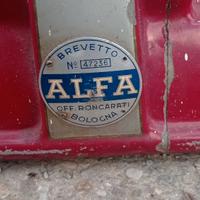 BREVETTO
No 47236
ALFA
OFF. RONCARATI
BOLOGNA